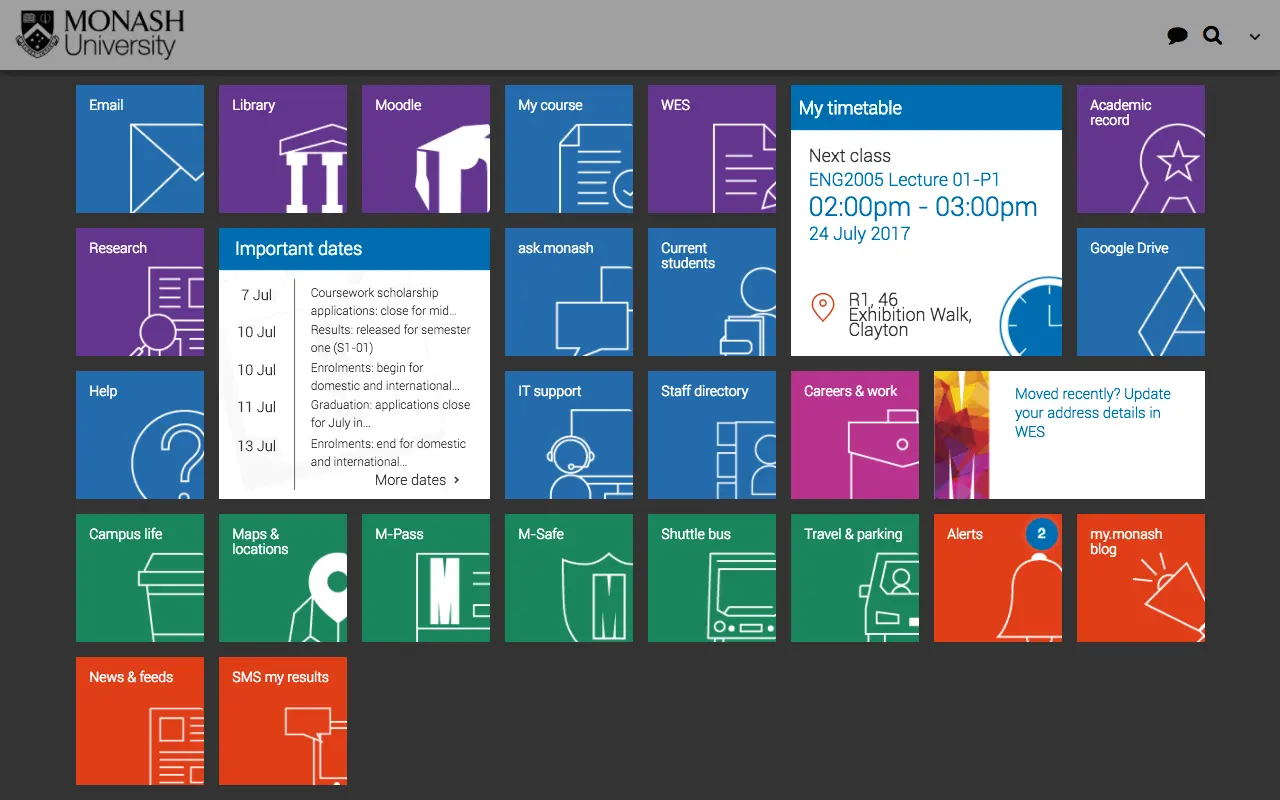 MONASH
University
Email
Library
Moodle
My course
WES
My timetable
Next class
ENG2005 Lecture 01-P1
02:00pm - 03:00pm
24 July 2017
R1, 46
Exhibition Walk,
Clayton
Academic
record
Research
Important dates
7 Jul
Coursework scholarship
applications: close for mid...
10 Jul
Results: released for semester
one (S1-01)
10 Jul
Enrolments: begin for
domestic and international...
11 Jul
Graduation: applications close
for July in...
13 Jul
Enrolments: end for domestic
and international...
More dates
ask.monash
Current
students
Google Drive
Help
IT support
Staff directory
Careers & work
Moved recently? Update
your address details in
WES
Campus life
Maps &
locations
M-Pass
M-Safe
Shuttle bus
Travel & parking
Alerts
2
my.monash
blog
News & feeds
SMS my results